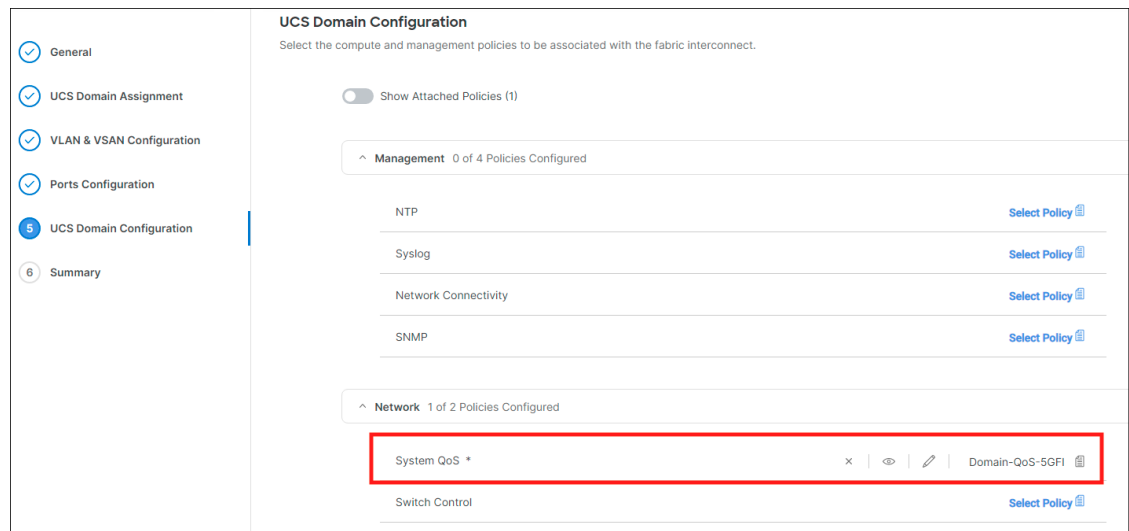 General
UCS Domain Assignment
VLAN & VSAN Configuration
Ports Configuration
5 UCS Domain Configuration
6 Summary
UCS Domain Configuration
Select the compute and management policies to be associated with the fabric interconnect.
Show Attached Policies (1)
Management 0 of 4 Policies Configured
NTP Select Policy
Syslog Select Policy
Network Connectivity Select Policy
SNMP Select Policy
Network 1 of 2 Policies Configured
System QoS * Domain-QoS-5GFI
Switch Control Select Policy